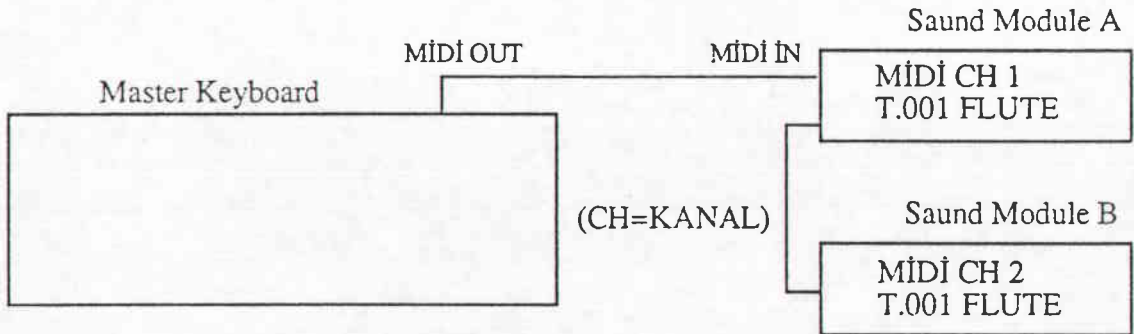 Saund Module A
MİDİ OUT
MİDİ İN
Master Keyboard
MİDİ CH 1
T.001 FLUTE
(CH=KANAL)
Saund Module B
MİDİ CH 2
T.001 FLUTE